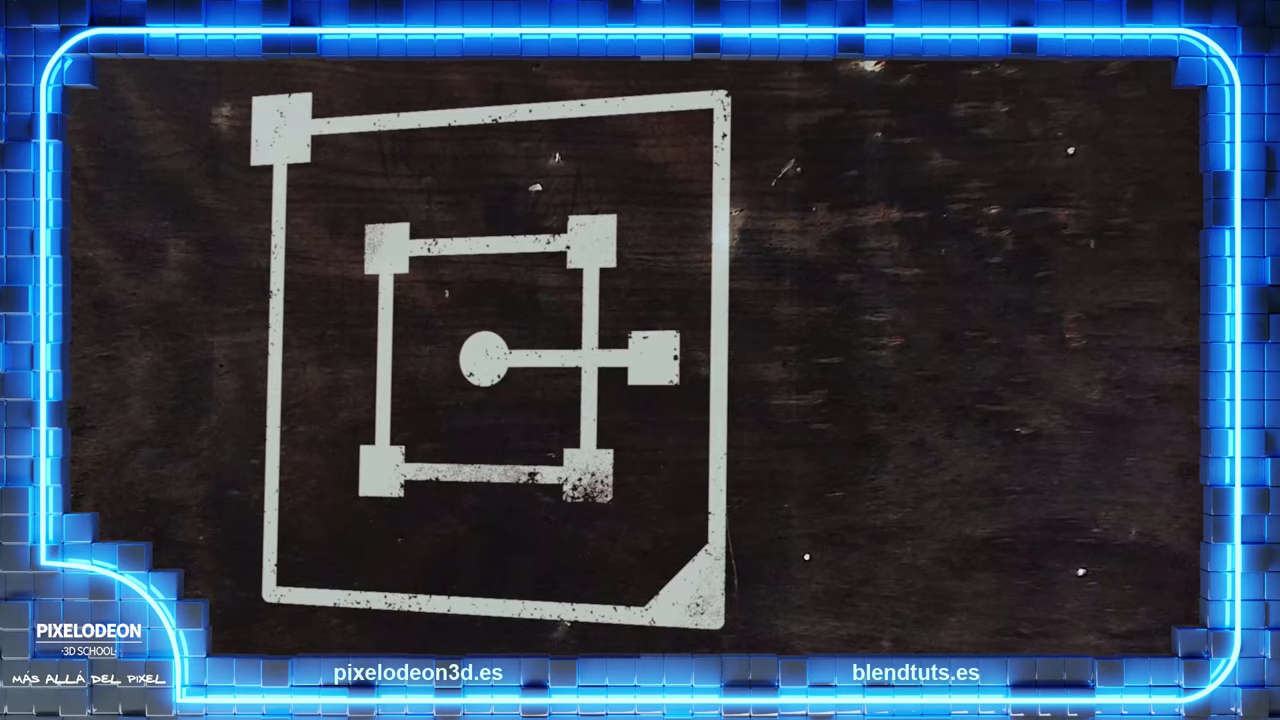 PIXELODEON
·3D SCHOOL·
MÁS ALLÁ DEL PIXEL
pixelodeon3d.es
blendtuts.es